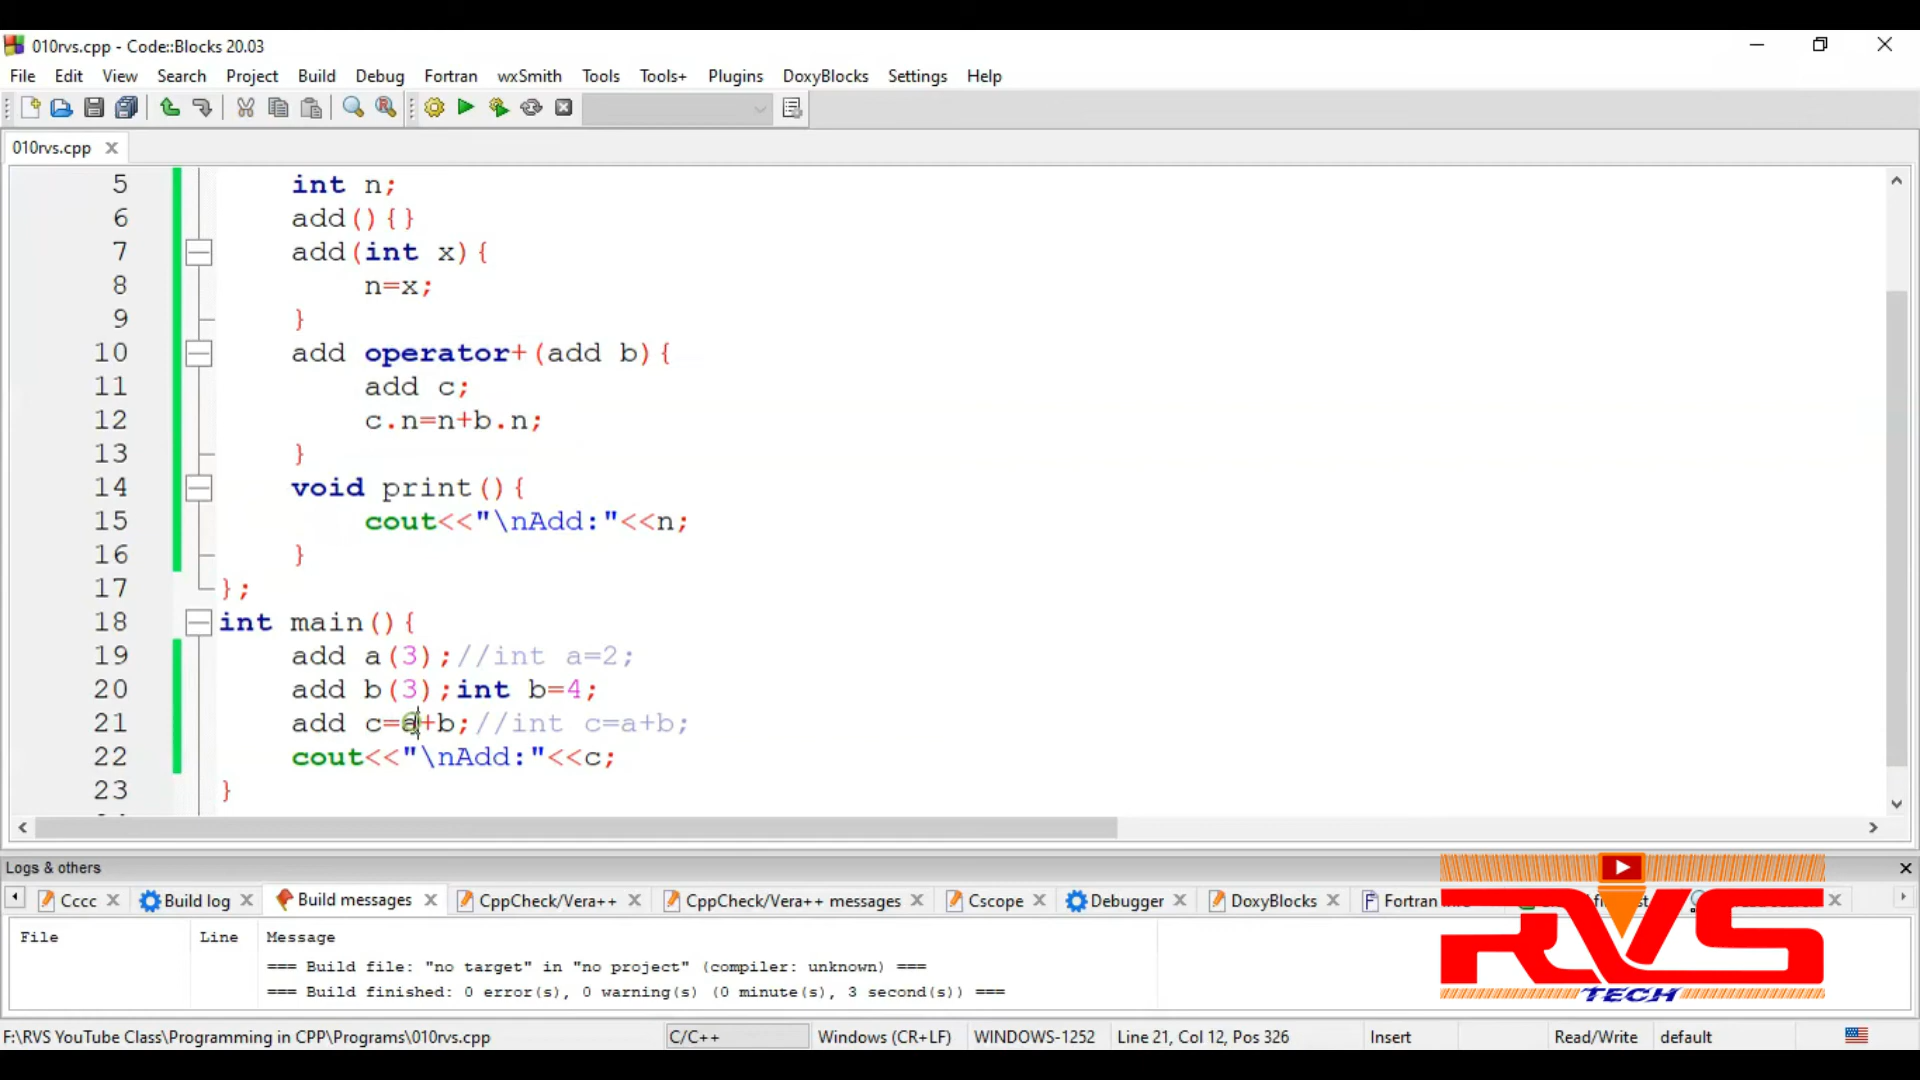 010rvs.cpp - Code::Blocks 20.03
File Edit View Search Project Build Debug Fortran wxSmith Tools Tools+ Plugins DoxyBlocks Settings Help
010rvs.cpp
5 int n;
6 add(){}
7 add(int x){
8 n=x;
9 }
10 add operator+(add b){
11 add c;
12 c.n=n+b.n;
13 }
14 void print(){
15 cout<<"\nAdd:"<<n;
16 }
17 };
18 int main(){
19 add a(3);//int a=2;
20 add b(3);int b=4;
21 add c=a+b;//int c=a+b;
22 cout<<"\nAdd:"<<c;
23 }
Logs & others
Cccc Build log Build messages CppCheck/Vera++ CppCheck/Vera++ messages Cscope Debugger DoxyBlocks Fortran
File Line Message
=== Build file: "no target" in "no project" (compiler: unknown) ===
=== Build finished: 0 error(s), 0 warning(s) (0 minute(s), 3 second(s)) ===
RVS
TECH
F:\RVS YouTube Class\Programming in CPP\Programs\010rvs.cpp C/C++ Windows (CR+LF) WINDOWS-1252 Line 21, Col 12, Pos 326 Insert Read/Write default